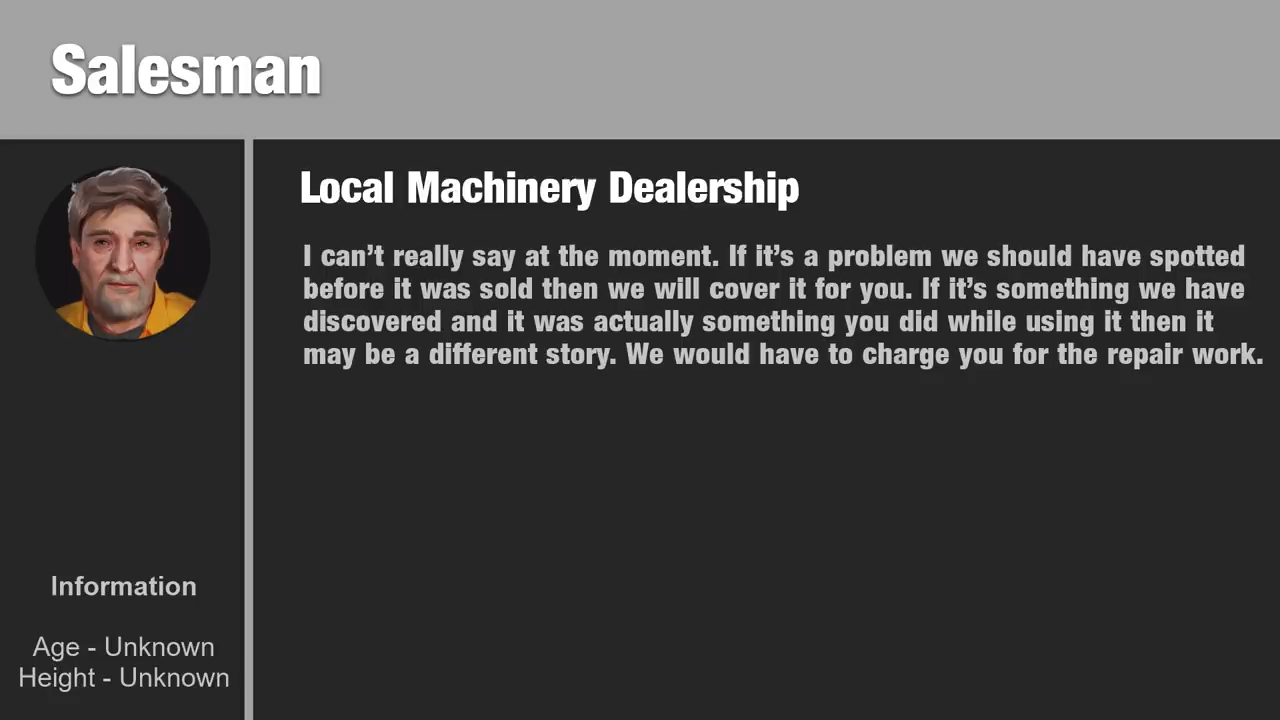 Salesman
Local Machinery Dealership
I can’t really say at the moment. If it’s a problem we should have spotted
before it was sold then we will cover it for you. If it’s something we have
discovered and it was actually something you did while using it then it
may be a different story. We would have to charge you for the repair work.
Information
Age - Unknown
Height - Unknown